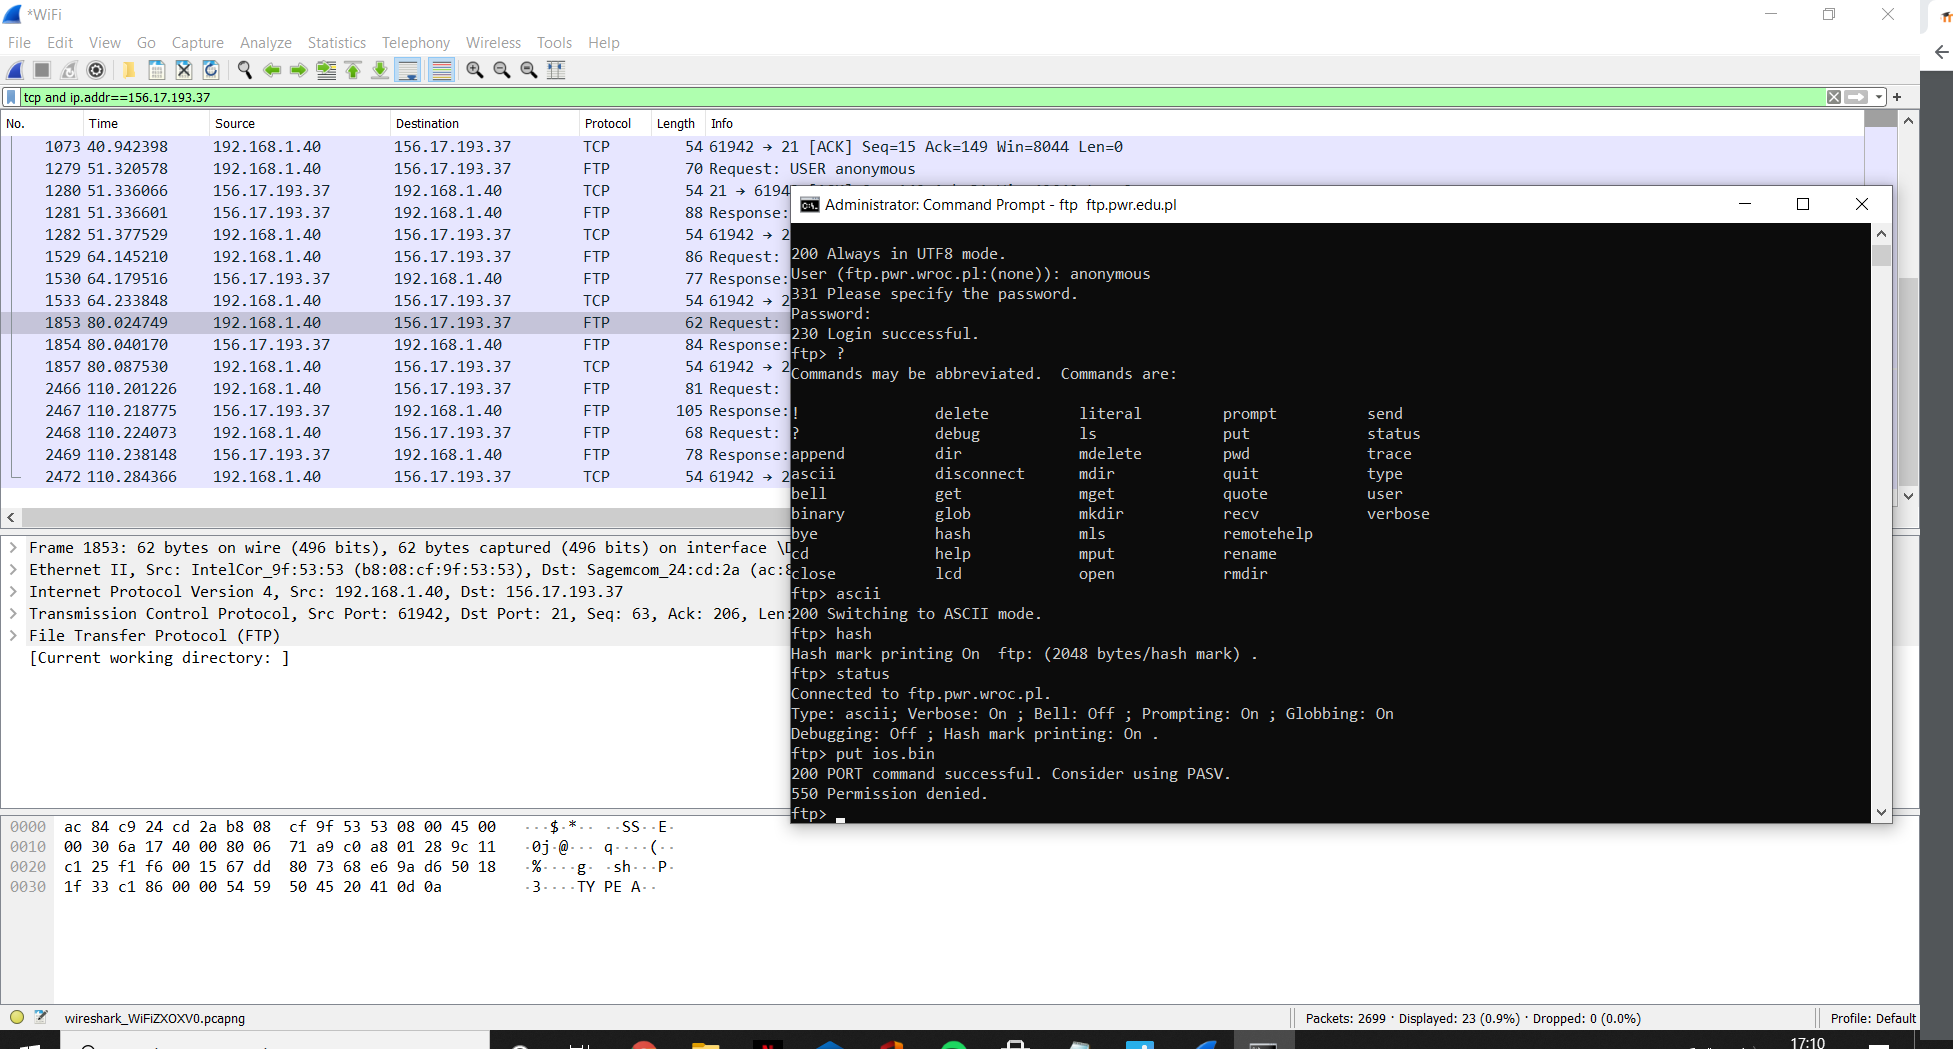 *WiFi
File Edit View Go Capture Analyze Statistics Telephony Wireless Tools Help
tcp and ip.addr==156.17.193.37
No. Time Source Destination Protocol Length Info
1073 40.942398 192.168.1.40 156.17.193.37 TCP 54 61942 → 21 [ACK] Seq=15 Ack=149 Win=8044 Len=0
1279 51.320578 192.168.1.40 156.17.193.37 FTP 70 Request: USER anonymous
1280 51.336066 156.17.193.37 192.168.1.40 TCP 54 21 → 6194
1281 51.336601 156.17.193.37 192.168.1.40 FTP 88 Response:
1282 51.377529 192.168.1.40 156.17.193.37 TCP 54 61942 → 2
1529 64.145210 192.168.1.40 156.17.193.37 FTP 86 Request:
1530 64.179516 156.17.193.37 192.168.1.40 FTP 77 Response:
1533 64.233848 192.168.1.40 156.17.193.37 TCP 54 61942 → 2
1853 80.024749 192.168.1.40 156.17.193.37 FTP 62 Request:
1854 80.040170 156.17.193.37 192.168.1.40 FTP 84 Response:
1857 80.087530 192.168.1.40 156.17.193.37 TCP 54 61942 → 2
2466 110.201226 192.168.1.40 156.17.193.37 FTP 81 Request:
2467 110.218775 156.17.193.37 192.168.1.40 FTP 105 Response:
2468 110.224073 192.168.1.40 156.17.193.37 FTP 68 Request:
2469 110.238148 156.17.193.37 192.168.1.40 FTP 78 Response:
2472 110.284366 192.168.1.40 156.17.193.37 TCP 54 61942 → 2
Frame 1853: 62 bytes on wire (496 bits), 62 bytes captured (496 bits) on interface \D
Ethernet II, Src: IntelCor_9f:53:53 (b8:08:cf:9f:53:53), Dst: Sagemcom_24:cd:2a (ac:8
Internet Protocol Version 4, Src: 192.168.1.40, Dst: 156.17.193.37
Transmission Control Protocol, Src Port: 61942, Dst Port: 21, Seq: 63, Ack: 206, Len:
File Transfer Protocol (FTP)
[Current working directory: ]
0000 ac 84 c9 24 cd 2a b8 08 cf 9f 53 53 08 00 45 00 ···$·*·· ··SS··E·
0010 00 30 6a 17 40 00 80 06 71 a9 c0 a8 01 28 9c 11 ·0j·@··· q····(··
0020 c1 25 f1 f6 00 15 67 dd 80 73 68 e6 9a d6 50 18 ·%····g· ·sh···P·
0030 1f 33 c1 86 00 00 54 59 50 45 20 41 0d 0a ·3····TY PE A··
Administrator: Command Prompt - ftp ftp.pwr.edu.pl
200 Always in UTF8 mode.
User (ftp.pwr.wroc.pl:(none)): anonymous
331 Please specify the password.
Password:
230 Login successful.
ftp> ?
Commands may be abbreviated. Commands are:
! delete literal prompt send
? debug ls put status
append dir mdelete pwd trace
ascii disconnect mdir quit type
bell get mget quote user
binary glob mkdir recv verbose
bye hash mls remotehelp
cd help mput rename
close lcd open rmdir
ftp> ascii
200 Switching to ASCII mode.
ftp> hash
Hash mark printing On ftp: (2048 bytes/hash mark) .
ftp> status
Connected to ftp.pwr.wroc.pl.
Type: ascii; Verbose: On ; Bell: Off ; Prompting: On ; Globbing: On
Debugging: Off ; Hash mark printing: On .
ftp> put ios.bin
200 PORT command successful. Consider using PASV.
550 Permission denied.
ftp>
wireshark_WiFiZXOXV0.pcapng Packets: 2699 · Displayed: 23 (0.9%) · Dropped: 0 (0.0%) Profile: Default
17:10